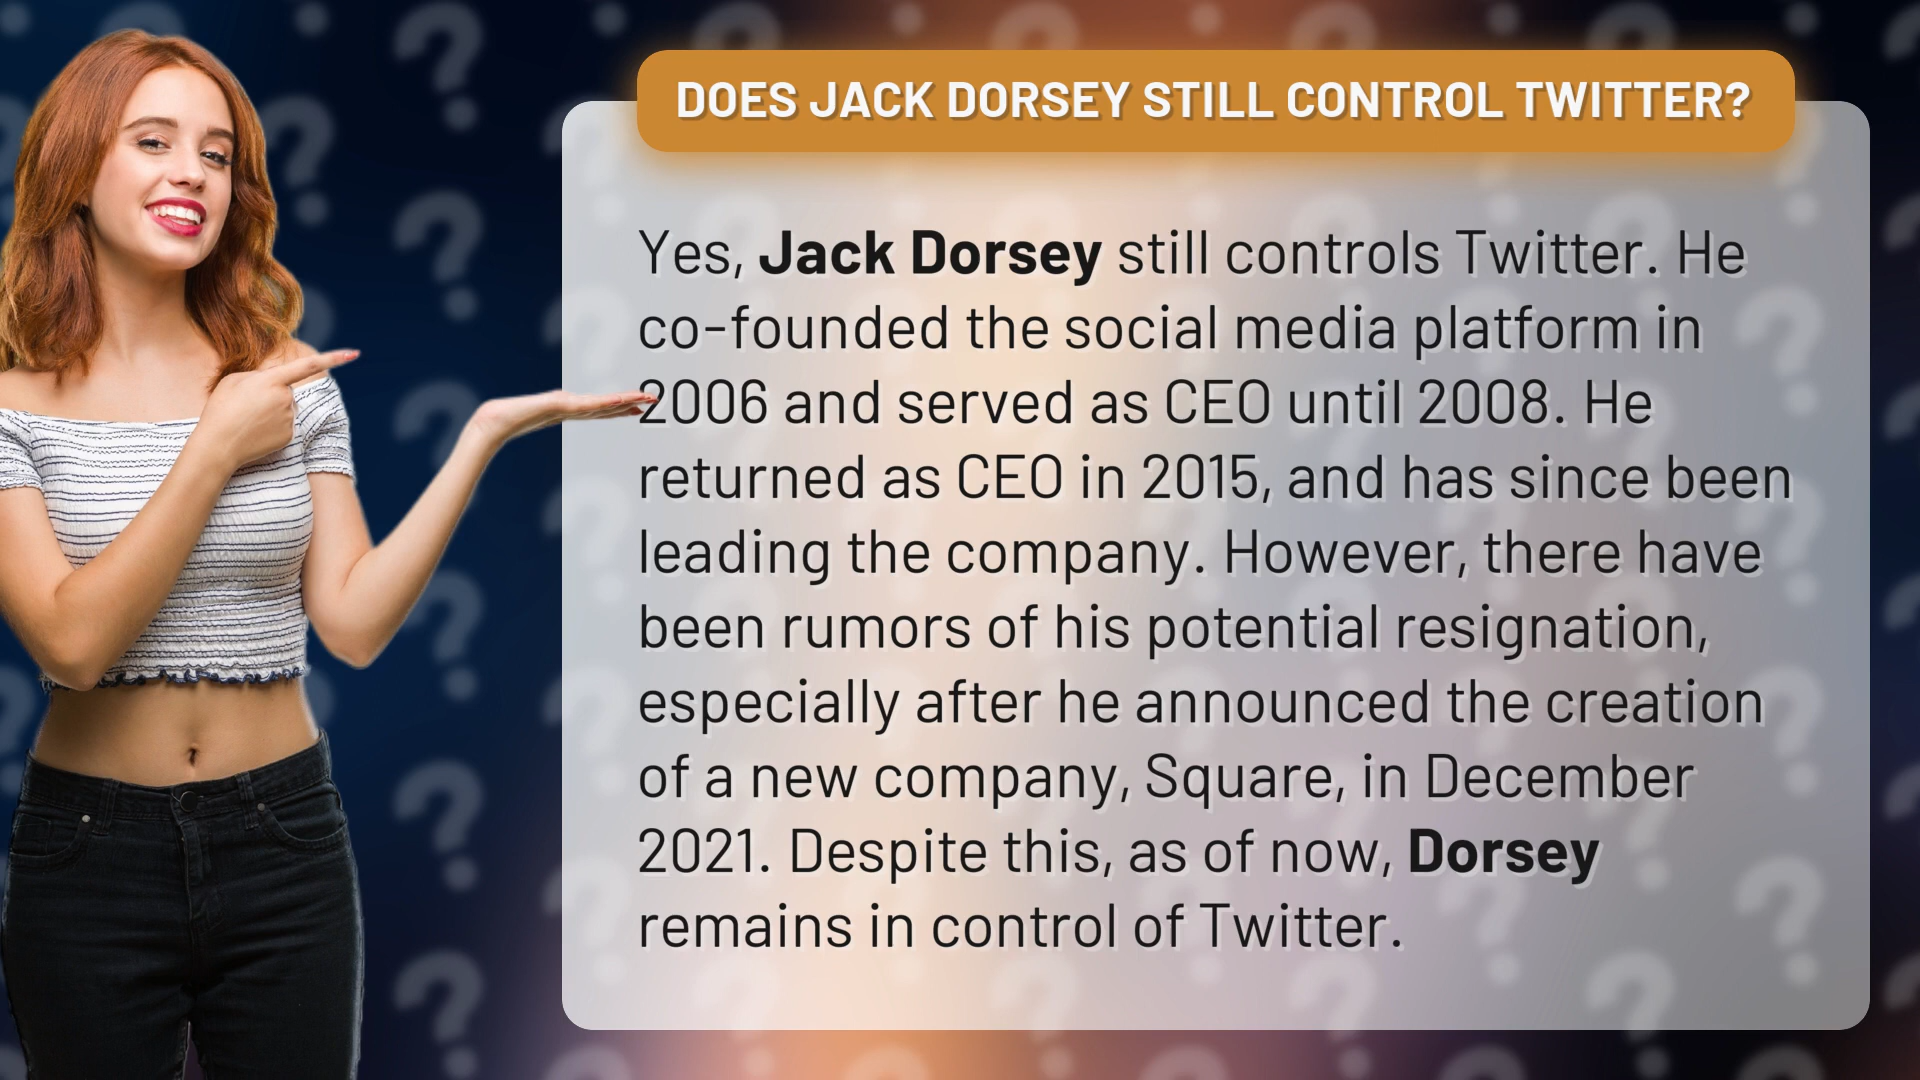 DOES JACK DORSEY STILL CONTROL TWITTER?
Yes, Jack Dorsey still controls Twitter. He
co-founded the social media platform in
2006 and served as CEO until 2008. He
returned as CEO in 2015, and has since been
leading the company. However, there have
been rumors of his potential resignation,
especially after he announced the creation
of a new company, Square, in December
2021. Despite this, as of now, Dorsey
remains in control of Twitter.